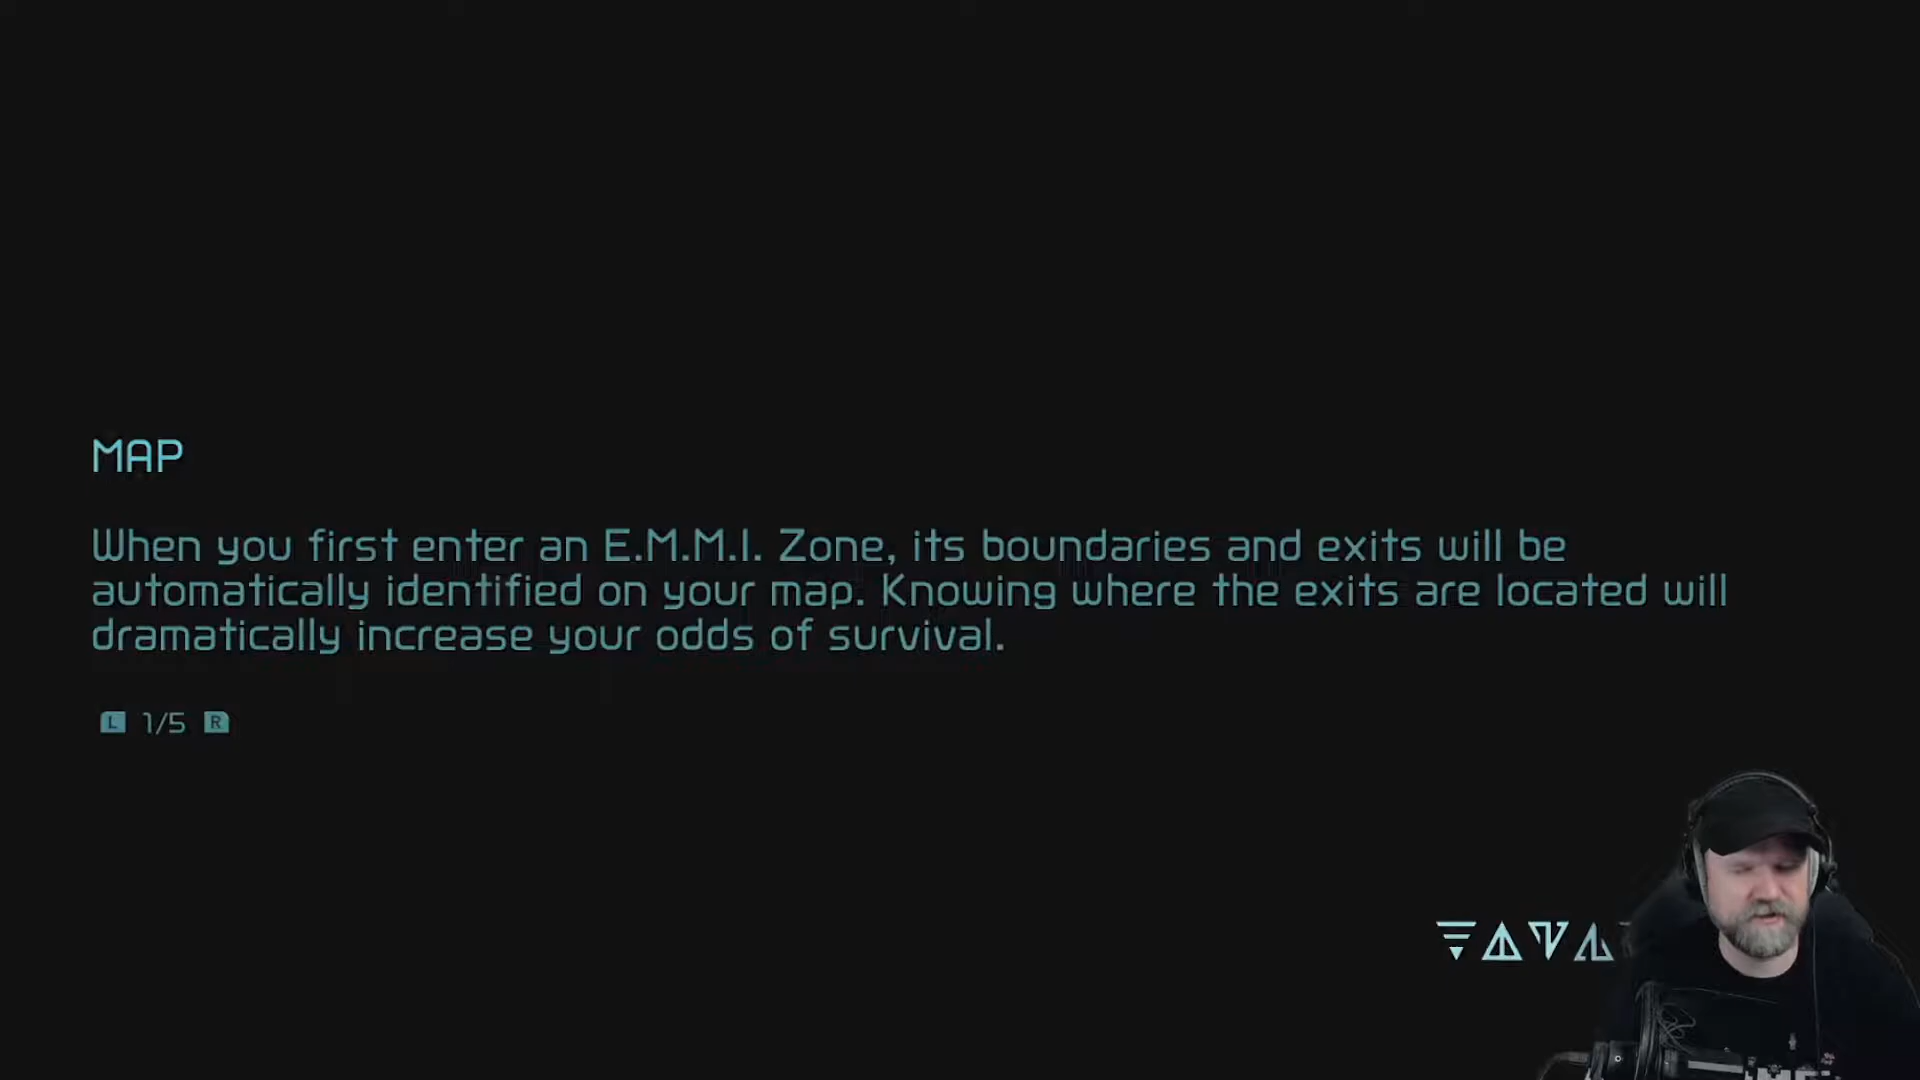 MAP
When you first enter an E.M.M.I. Zone, its boundaries and exits will be
automatically identified on your map. Knowing where the exits are located will
dramatically increase your odds of survival.
L 1/5 R